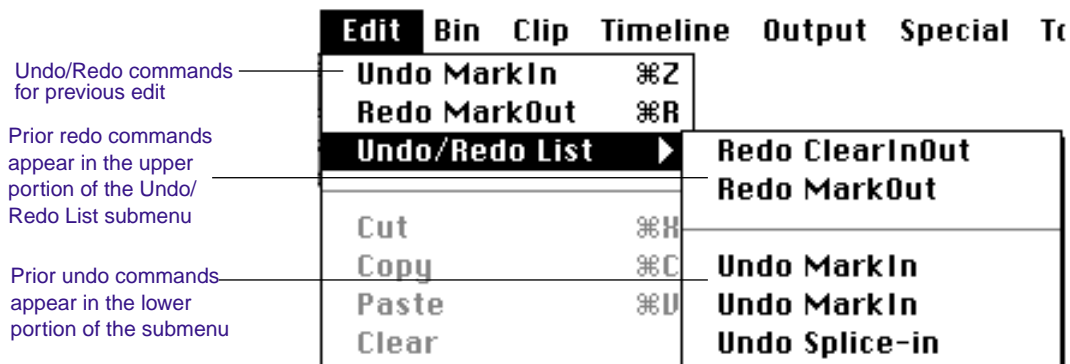 Edit Bin Clip Timeline Output Special
Undo/Redo commands
for previous edit
Undo MarkIn ⌘Z
Redo MarkOut ⌘R
Undo/Redo List ▶
Prior redo commands
appear in the upper
portion of the Undo/
Redo List submenu
Redo ClearInOut
Redo MarkOut
Cut ⌘X
Copy ⌘C
Paste ⌘V
Clear
Prior undo commands
appear in the lower
portion of the submenu
Undo MarkIn
Undo MarkIn
Undo Splice-in